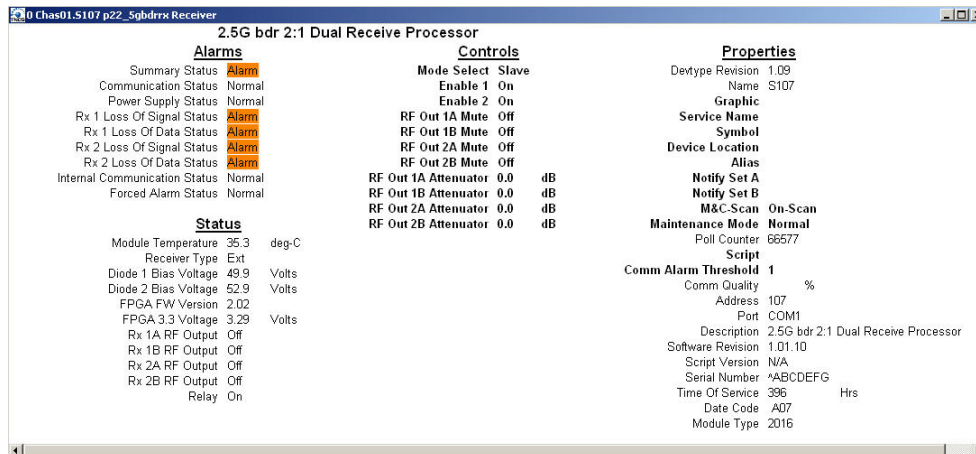 0 Chas01.S107 p22_5gbdrrx Receiver
2.5G bdr 2:1 Dual Receive Processor
Alarms
Summary Status Alarm
Communication Status Normal
Power Supply Status Normal
Rx 1 Loss Of Signal Status Alarm
Rx 1 Loss Of Data Status Alarm
Rx 2 Loss Of Signal Status Alarm
Rx 2 Loss Of Data Status Alarm
Internal Communication Status Normal
Forced Alarm Status Normal
Status
Module Temperature 35.3 deg-C
Receiver Type Ext
Diode 1 Bias Voltage 49.9 Volts
Diode 2 Bias Voltage 52.9 Volts
FPGA FW Version 2.02
FPGA 3.3 Voltage 3.29 Volts
Rx 1A RF Output Off
Rx 1B RF Output Off
Rx 2A RF Output Off
Rx 2B RF Output Off
Relay On
Controls
Mode Select Slave
Enable 1 On
Enable 2 On
RF Out 1A Mute Off
RF Out 1B Mute Off
RF Out 2A Mute Off
RF Out 2B Mute Off
RF Out 1A Attenuator 0.0 dB
RF Out 1B Attenuator 0.0 dB
RF Out 2A Attenuator 0.0 dB
RF Out 2B Attenuator 0.0 dB
Properties
Devtype Revision 1.09
Name S107
Graphic
Service Name
Symbol
Device Location
Alias
Notify Set A
Notify Set B
M&C-Scan On-Scan
Maintenance Mode Normal
Poll Counter 66577
Script
Comm Alarm Threshold 1
Comm Quality %
Address 107
Port COM1
Description 2.5G bdr 2:1 Dual Receive Processor
Software Revision 1.01.10
Script Version N/A
Serial Number ^ABCDEFG
Time Of Service 396 Hrs
Date Code A07
Module Type 2016